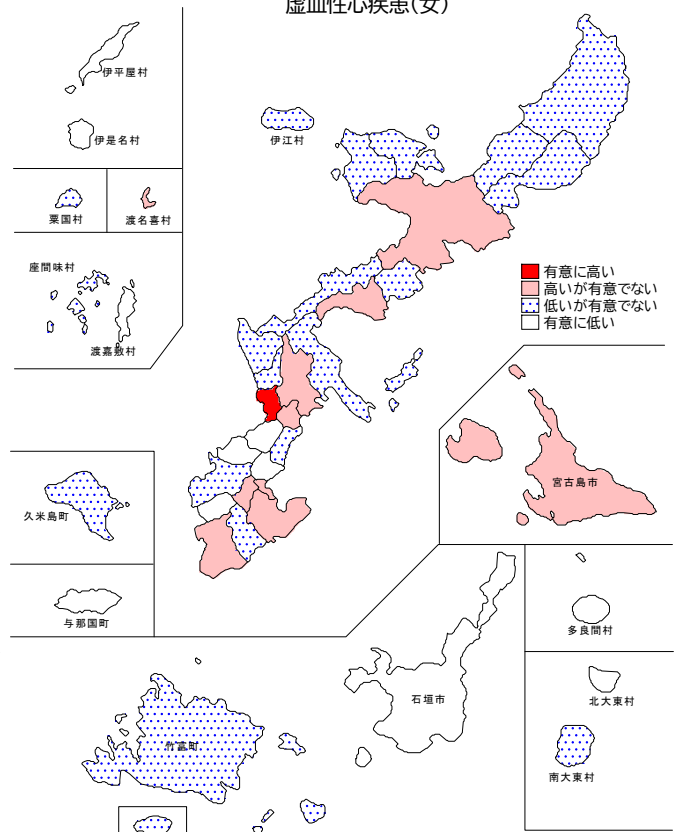 虚血性心疾患(女)
伊平屋村
伊是名村
伊江村
粟国村
渡名喜村
座間味村
渡嘉敷村
有意に高い
高いが有意でない
低いが有意でない
有意に低い
宮古島市
久米島町
与那国町
多良間村
石垣市
北大東村
竹富町
南大東村